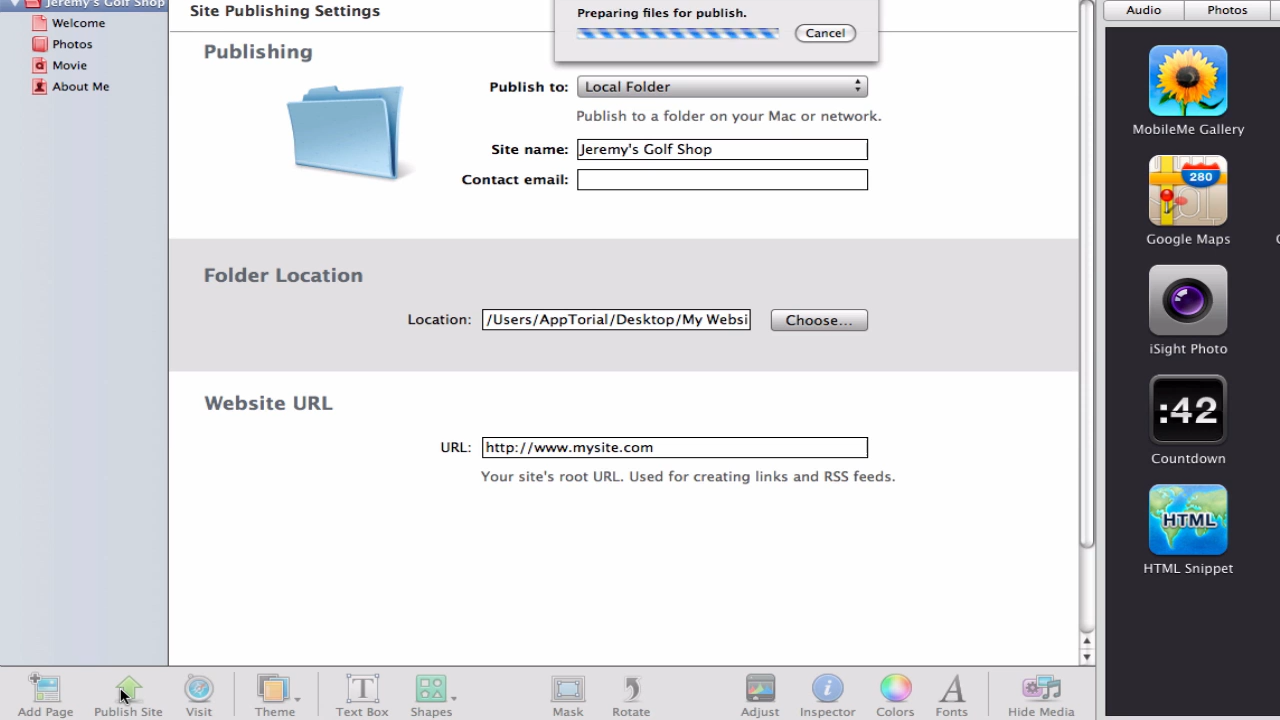 Jeremy's Golf Shop
Welcome
Photos
Movie
About Me
Site Publishing Settings
Preparing files for publish.
Cancel
Publishing
Publish to: Local Folder
Publish to a folder on your Mac or network.
Site name: Jeremy's Golf Shop
Contact email:
Folder Location
Location: /Users/AppTorial/Desktop/My Websi
Choose...
Website URL
URL: http://www.mysite.com
Your site's root URL. Used for creating links and RSS feeds.
Audio
Photos
MobileMe Gallery
280
Google Maps
iSight Photo
:42
Countdown
HTML
HTML Snippet
Add Page
Publish Site
Visit
Theme
Text Box
Shapes
Mask
Rotate
Adjust
Inspector
Colors
Fonts
Hide Media